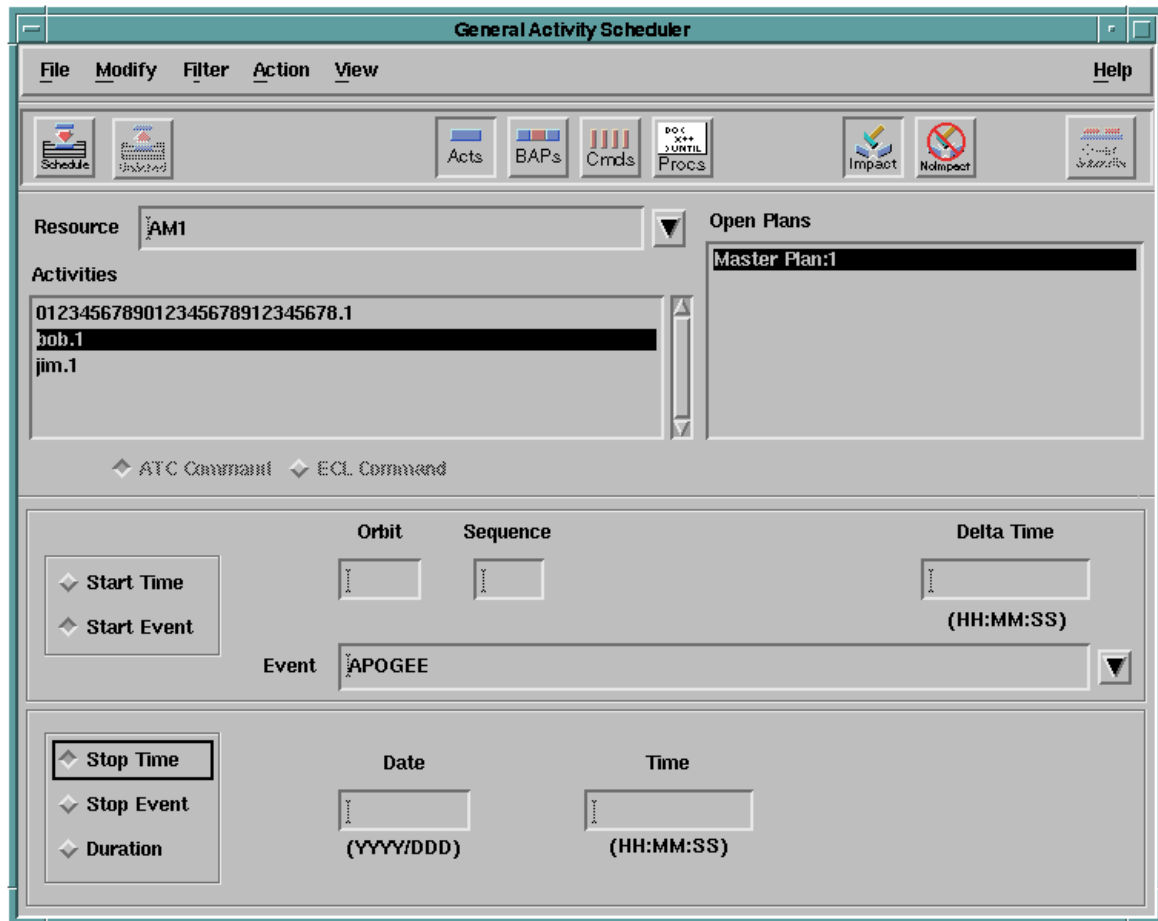 General Activity Scheduler
File Modify Filter Action View Help
Schedule Unsched Acts BAPs Cmds DO( X++ )UNTIL Procs Impact NoImpact
Resource AM1 Open Plans
Master Plan:1
Activities
0123456789012345678912345678.1
bob.1
jim.1
ATC Command ECL Command
Orbit Sequence Delta Time
Start Time
Start Event
(HH:MM:SS)
Event APOGEE
Stop Time Date Time
Stop Event
Duration (YYYY/DDD) (HH:MM:SS)